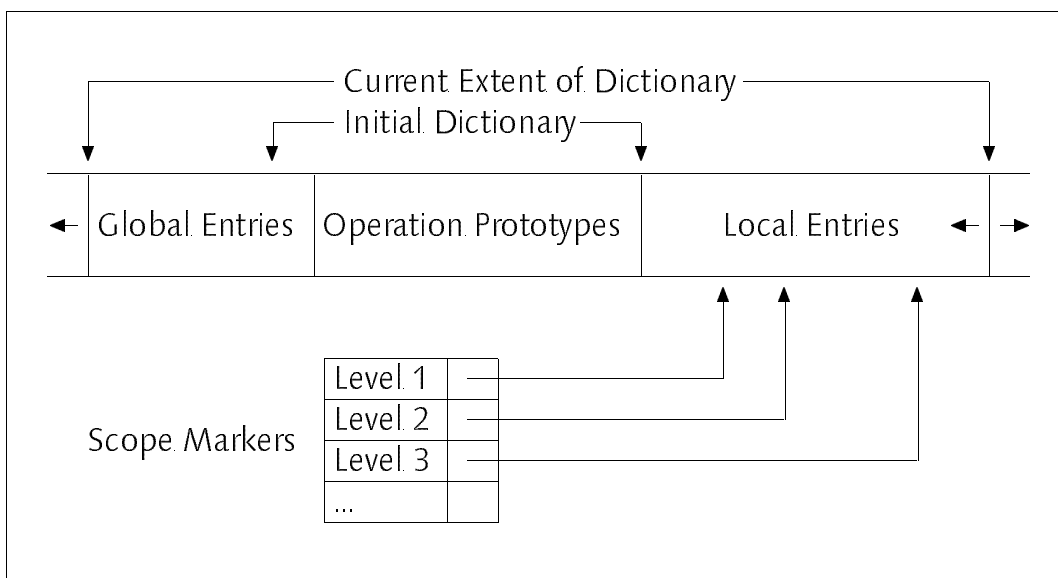 Current Extent of Dictionary
Initial Dictionary
Global Entries
Operation Prototypes
Local Entries
Scope Markers
Level 1
Level 2
Level 3
...